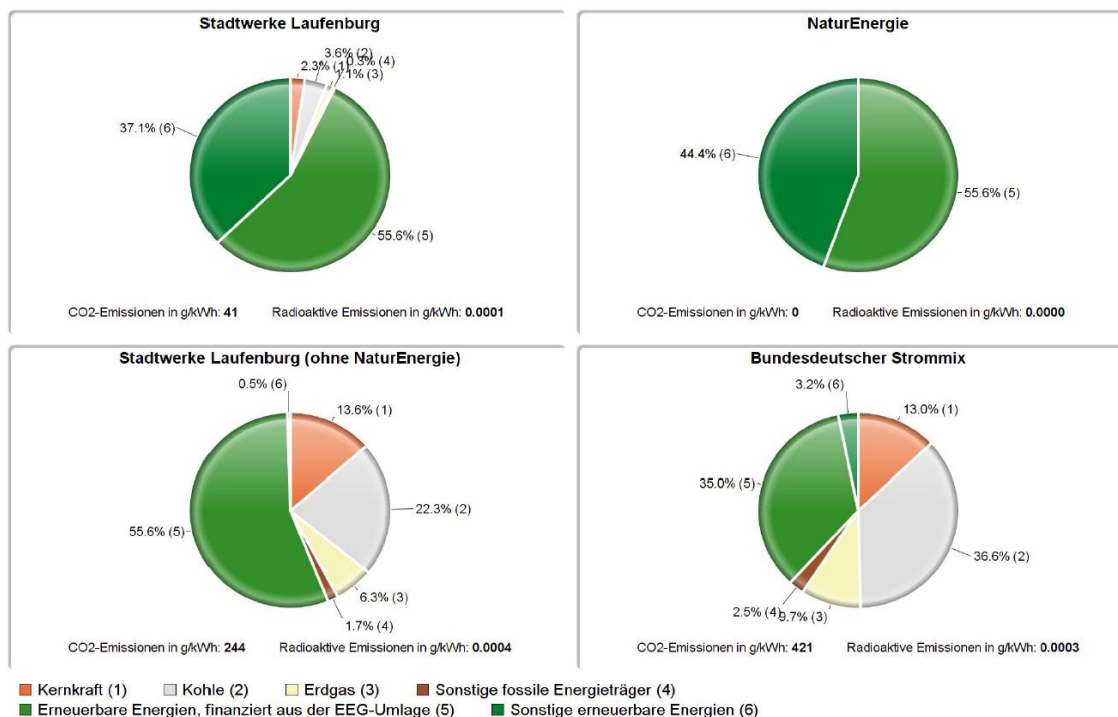 Stadtwerke Laufenburg
3.6% (2)
0.3% (4)
2.3% (1)
1.1% (3)
37.1% (6)
55.6% (5)
CO2-Emissionen in g/kWh: 41 Radioaktive Emissionen in g/kWh: 0.0001
NaturEnergie
44.4% (6)
55.6% (5)
CO2-Emissionen in g/kWh: 0 Radioaktive Emissionen in g/kWh: 0.0000
Stadtwerke Laufenburg (ohne NaturEnergie)
0.5% (6)
13.6% (1)
22.3% (2)
55.6% (5)
6.3% (3)
1.7% (4)
CO2-Emissionen in g/kWh: 244 Radioaktive Emissionen in g/kWh: 0.0004
Bundesdeutscher Strommix
3.2% (6)
13.0% (1)
35.0% (5)
36.6% (2)
2.5% (4)
9.7% (3)
CO2-Emissionen in g/kWh: 421 Radioaktive Emissionen in g/kWh: 0.0003
Kernkraft (1) Kohle (2) Erdgas (3) Sonstige fossile Energieträger (4)
Erneuerbare Energien, finanziert aus der EEG-Umlage (5) Sonstige erneuerbare Energien (6)